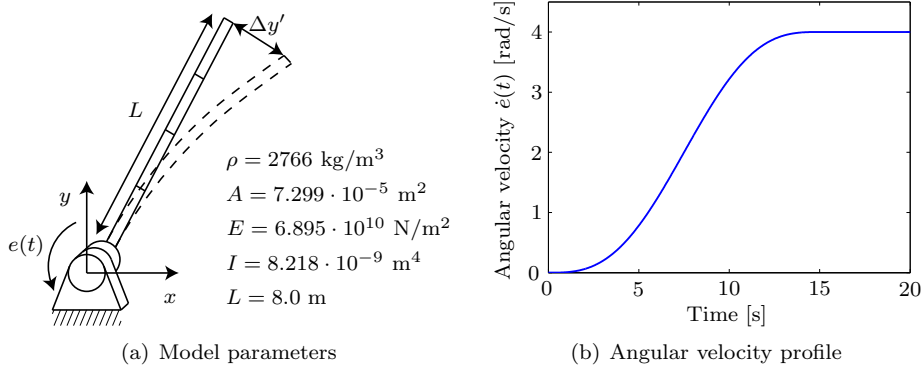 Δy′
L
ρ = 2766 kg/m³
A = 7.299 · 10⁻⁵ m²
E = 6.895 · 10¹⁰ N/m²
I = 8.218 · 10⁻⁹ m⁴
L = 8.0 m
y
e(t)
x
(a) Model parameters
Angular velocity ė(t) [rad/s]
4
3
2
1
0
0 5 10 15 20
Time [s]
(b) Angular velocity profile